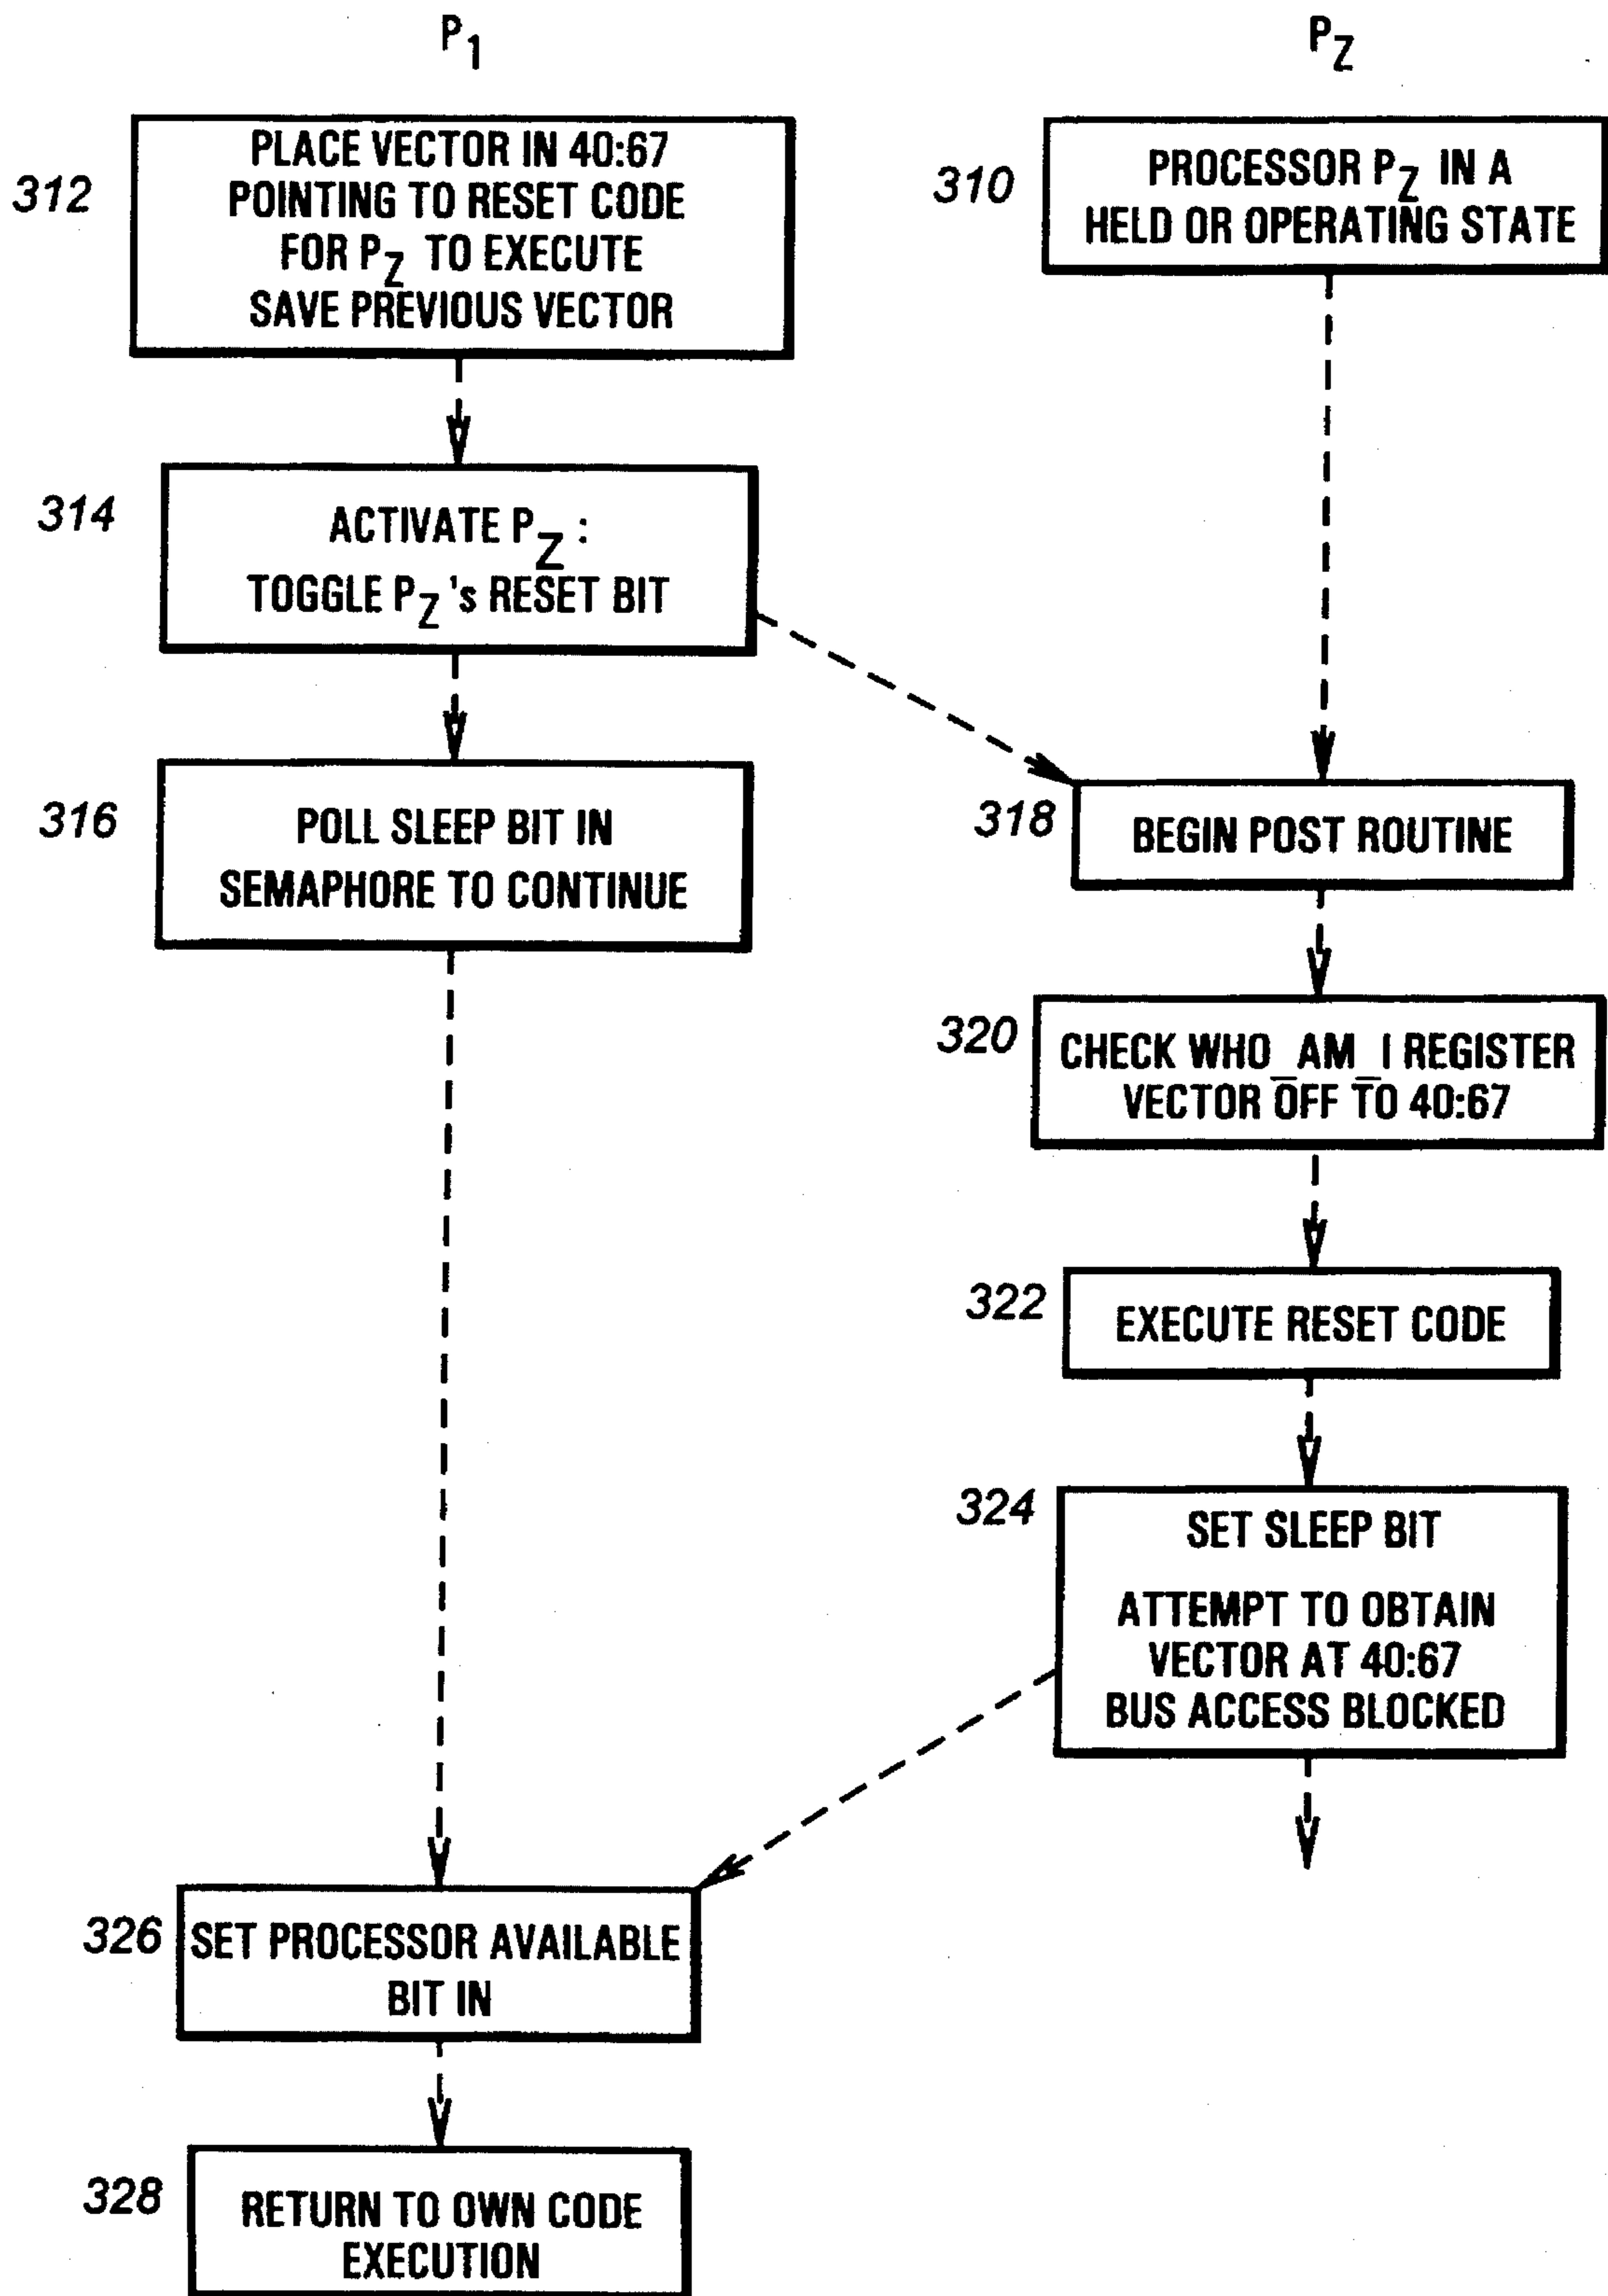 P1
PZ
312
PLACE VECTOR IN 40:67
POINTING TO RESET CODE
FOR PZ TO EXECUTE
SAVE PREVIOUS VECTOR
310
PROCESSOR PZ IN A
HELD OR OPERATING STATE
314
ACTIVATE PZ :
TOGGLE PZ's RESET BIT
316
POLL SLEEP BIT IN
SEMAPHORE TO CONTINUE
318
BEGIN POST ROUTINE
320
CHECK WHO_AM_I REGISTER
VECTOR OFF TO 40:67
322
EXECUTE RESET CODE
324
SET SLEEP BIT
ATTEMPT TO OBTAIN
VECTOR AT 40:67
BUS ACCESS BLOCKED
326
SET PROCESSOR AVAILABLE
BIT IN
328
RETURN TO OWN CODE
EXECUTION